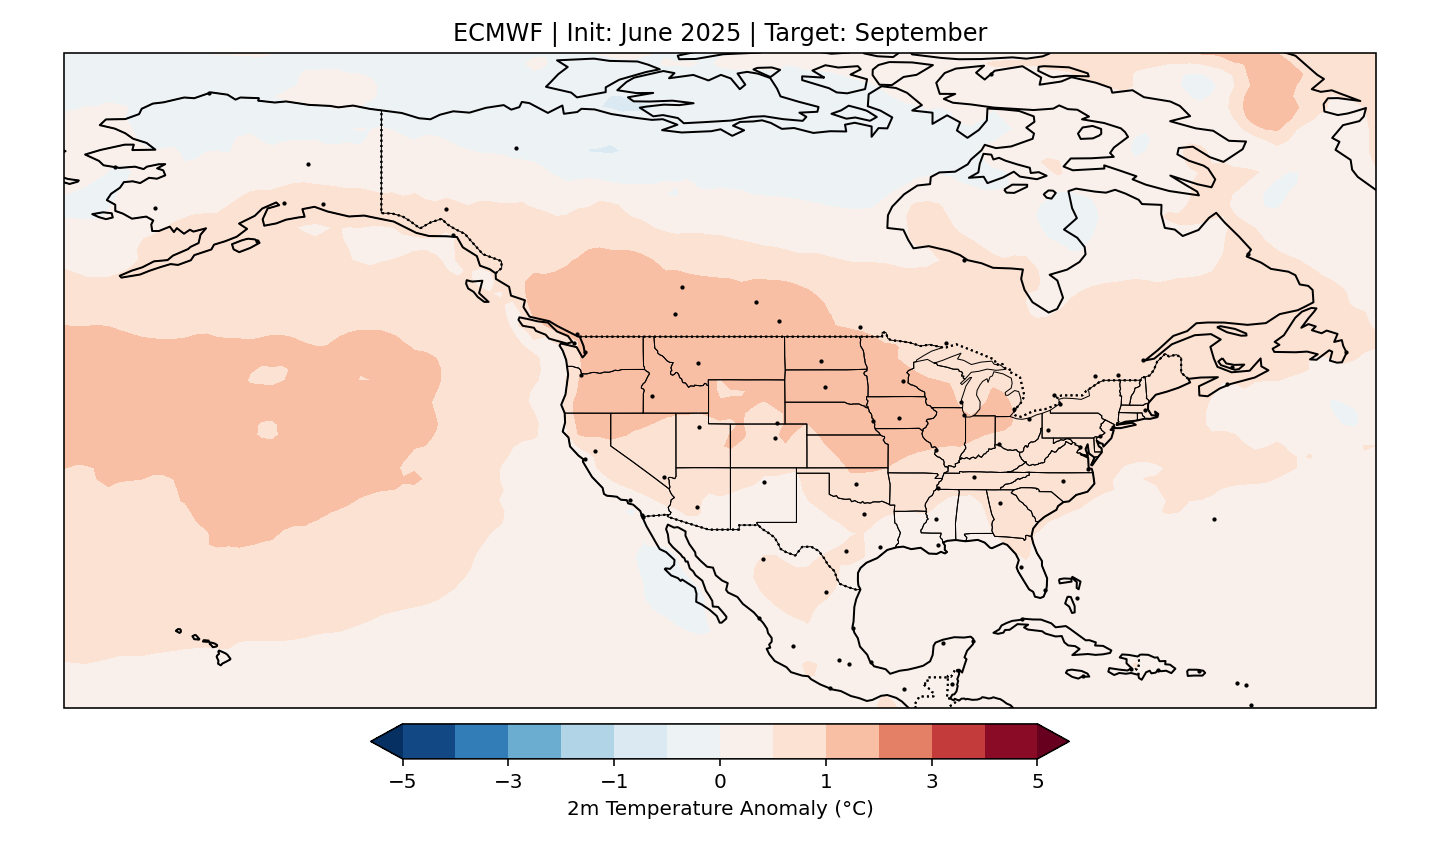 ECMWF | Init: June 2025 | Target: September
−5 −3 −1 0 1 3 5
2m Temperature Anomaly (°C)